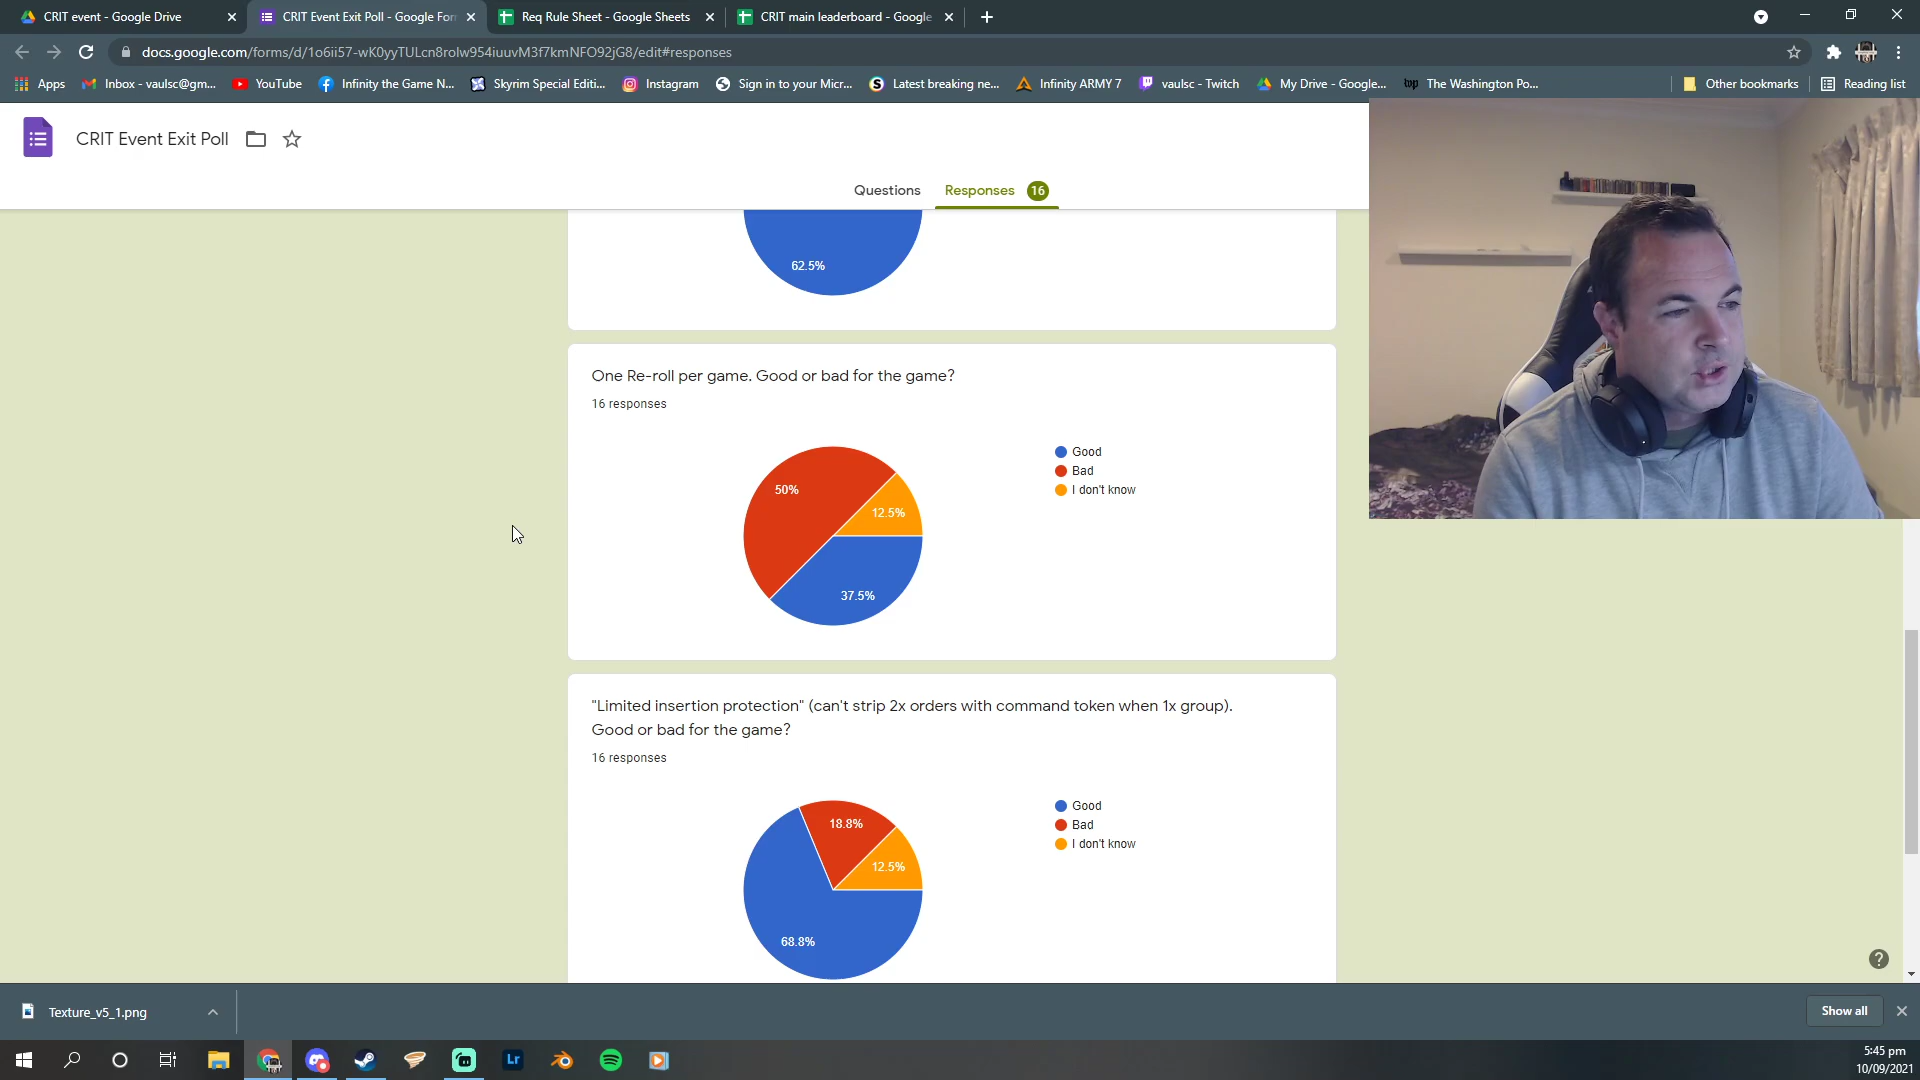 CRIT event - Google Drive
CRIT Event Exit Poll - Google For
Req Rule Sheet - Google Sheets
CRIT main leaderboard - Google
docs.google.com/forms/d/1o6ii57-wK0yyTULcn8rolw954iuuvM3f7kmNFO92jG8/edit#responses
Apps
Inbox - vaulsc@gm...
YouTube
Infinity the Game N...
Skyrim Special Editi...
Instagram
Sign in to your Micr...
Latest breaking ne...
Infinity ARMY 7
vaulsc - Twitch
My Drive - Google...
The Washington Po...
Other bookmarks
Reading list
CRIT Event Exit Poll
Questions
Responses
16
62.5%
One Re-roll per game. Good or bad for the game?
16 responses
50%
12.5%
37.5%
Good
Bad
I don't know
"Limited insertion protection" (can't strip 2x orders with command token when 1x group).
Good or bad for the game?
16 responses
18.8%
12.5%
68.8%
Good
Bad
I don't know
Texture_v5_1.png
Show all
Lr
5:45 pm
10/09/2021